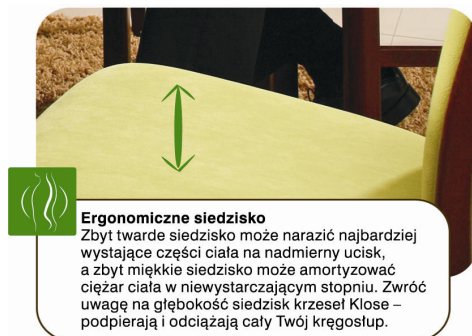 Ergonomiczne siedzisko
Zbyt twarde siedzisko może narazić najbardziej
wystające części ciała na nadmierny ucisk,
a zbyt miękkie siedzisko może amortyzować
ciężar ciała w niewystarczającym stopniu. Zwróć
uwagę na głębokość siedzisk krzeseł Klose –
podpierają i odciążają cały Twój kręgosłup.